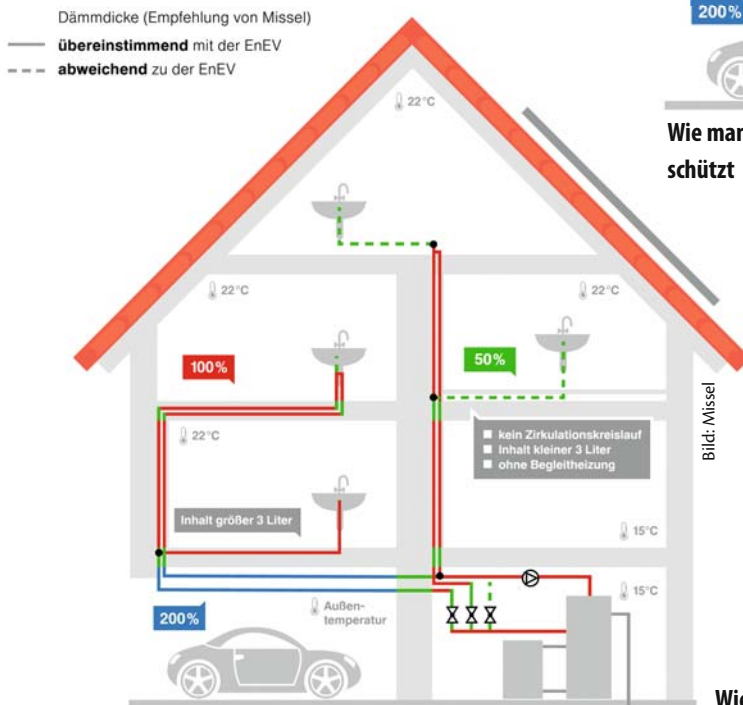 Dämmdicke (Empfehlung von Missel)
übereinstimmend mit der EnEV
abweichend zu der EnEV
200%
Wie mar
schützt
22°C
22°C
22°C
100%
50%
22°C
kein Zirkulationskreislauf
Inhalt kleiner 3 Liter
ohne Begleitheizung
Bild: Missel
Inhalt größer 3 Liter
15°C
15°C
200%
Außen-
temperatur
Wie